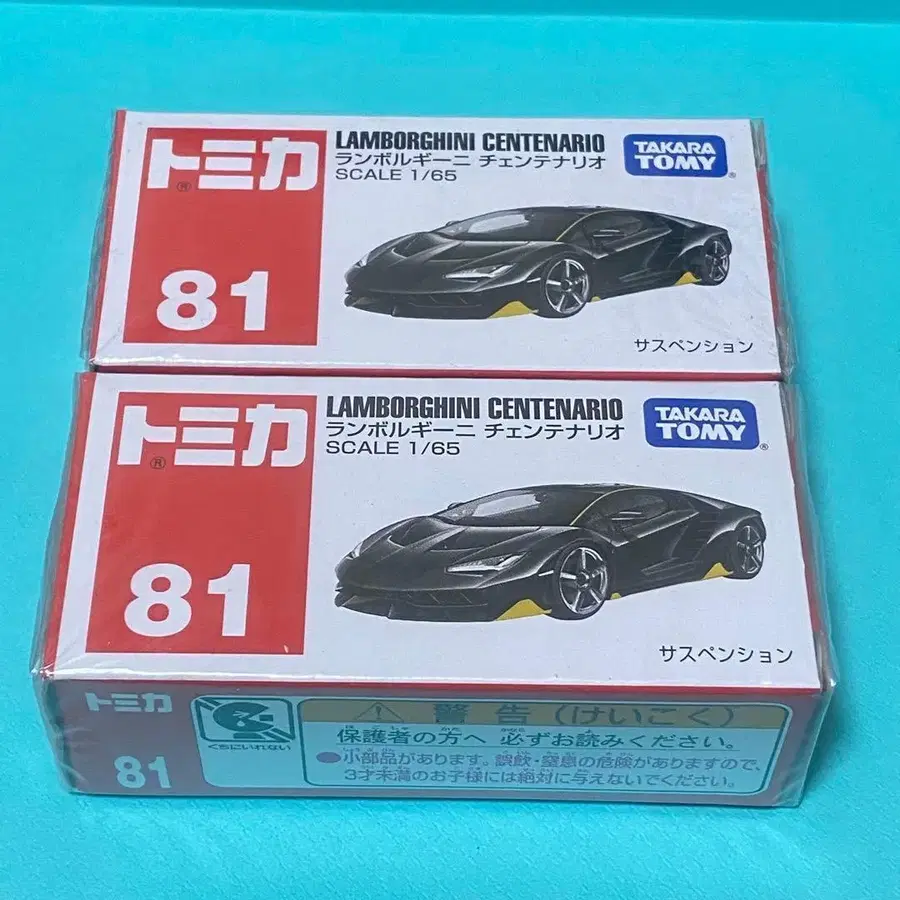 トミカ
®
81
LAMBORGHINI CENTENARIO
ランボルギーニ チェンテナリオ
SCALE 1/65
TAKARA
TOMY
®
サスペンション
トミカ
®
81
LAMBORGHINI CENTENARIO
ランボルギーニ チェンテナリオ
SCALE 1/65
TAKARA
TOMY
®
サスペンション
トミカ
81
くちにいれない
警告(けいこく)
保護者の方へ 必ずお読みください。
●小部品があります。誤飲・窒息の危険がありますので、
3才未満のお子様には絶対に与えないでください。